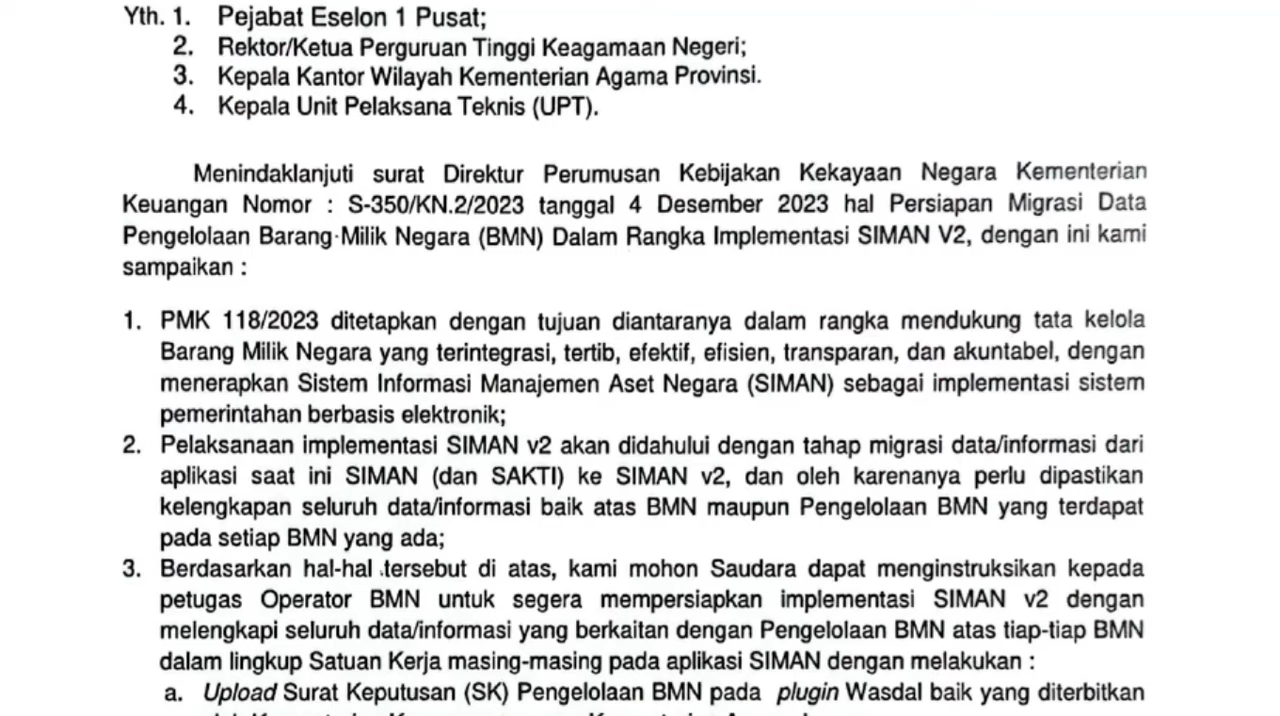 Yth. 1. Pejabat Eselon 1 Pusat;
2. Rektor/Ketua Perguruan Tinggi Keagamaan Negeri;
3. Kepala Kantor Wilayah Kementerian Agama Provinsi.
4. Kepala Unit Pelaksana Teknis (UPT).
Menindaklanjuti surat Direktur Perumusan Kebijakan Kekayaan Negara Kementerian
Keuangan Nomor : S-350/KN.2/2023 tanggal 4 Desember 2023 hal Persiapan Migrasi Data
Pengelolaan Barang Milik Negara (BMN) Dalam Rangka Implementasi SIMAN V2, dengan ini kami
sampaikan :
1. PMK 118/2023 ditetapkan dengan tujuan diantaranya dalam rangka mendukung tata kelola
Barang Milik Negara yang terintegrasi, tertib, efektif, efisien, transparan, dan akuntabel, dengan
menerapkan Sistem Informasi Manajemen Aset Negara (SIMAN) sebagai implementasi sistem
pemerintahan berbasis elektronik;
2. Pelaksanaan implementasi SIMAN v2 akan didahului dengan tahap migrasi data/informasi dari
aplikasi saat ini SIMAN (dan SAKTI) ke SIMAN v2, dan oleh karenanya perlu dipastikan
kelengkapan seluruh data/informasi baik atas BMN maupun Pengelolaan BMN yang terdapat
pada setiap BMN yang ada;
3. Berdasarkan hal-hal tersebut di atas, kami mohon Saudara dapat menginstruksikan kepada
petugas Operator BMN untuk segera mempersiapkan implementasi SIMAN v2 dengan
melengkapi seluruh data/informasi yang berkaitan dengan Pengelolaan BMN atas tiap-tiap BMN
dalam lingkup Satuan Kerja masing-masing pada aplikasi SIMAN dengan melakukan :
a. Upload Surat Keputusan (SK) Pengelolaan BMN pada plugin Wasdal baik yang diterbitkan